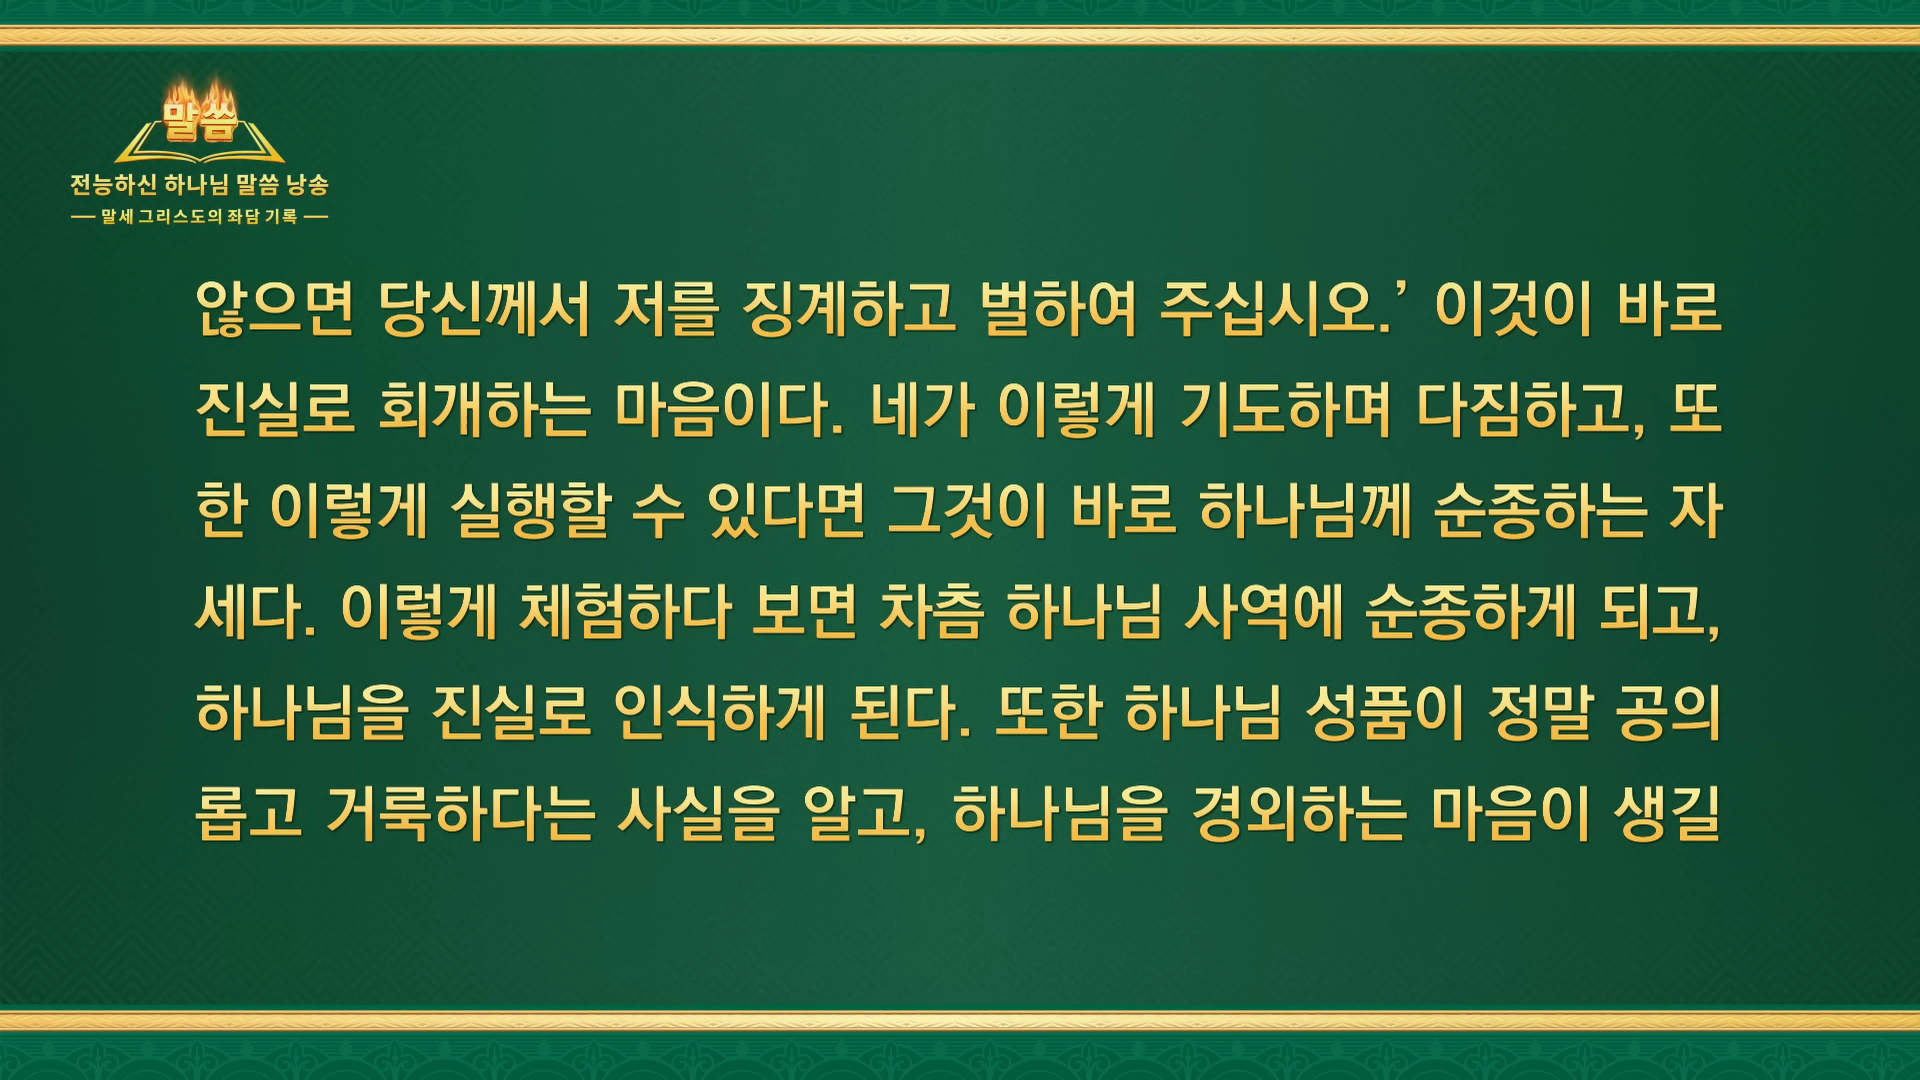 말씀
전능하신 하나님 말씀 낭송
말세 그리스도의 좌담 기록
않으면 당신께서 저를 징계하고 벌하여 주십시오.’ 이것이 바로
진실로 회개하는 마음이다. 네가 이렇게 기도하며 다짐하고, 또
한 이렇게 실행할 수 있다면 그것이 바로 하나님께 순종하는 자
세다. 이렇게 체험하다 보면 차츰 하나님 사역에 순종하게 되고,
하나님을 진실로 인식하게 된다. 또한 하나님 성품이 정말 공의
롭고 거룩하다는 사실을 알고, 하나님을 경외하는 마음이 생길